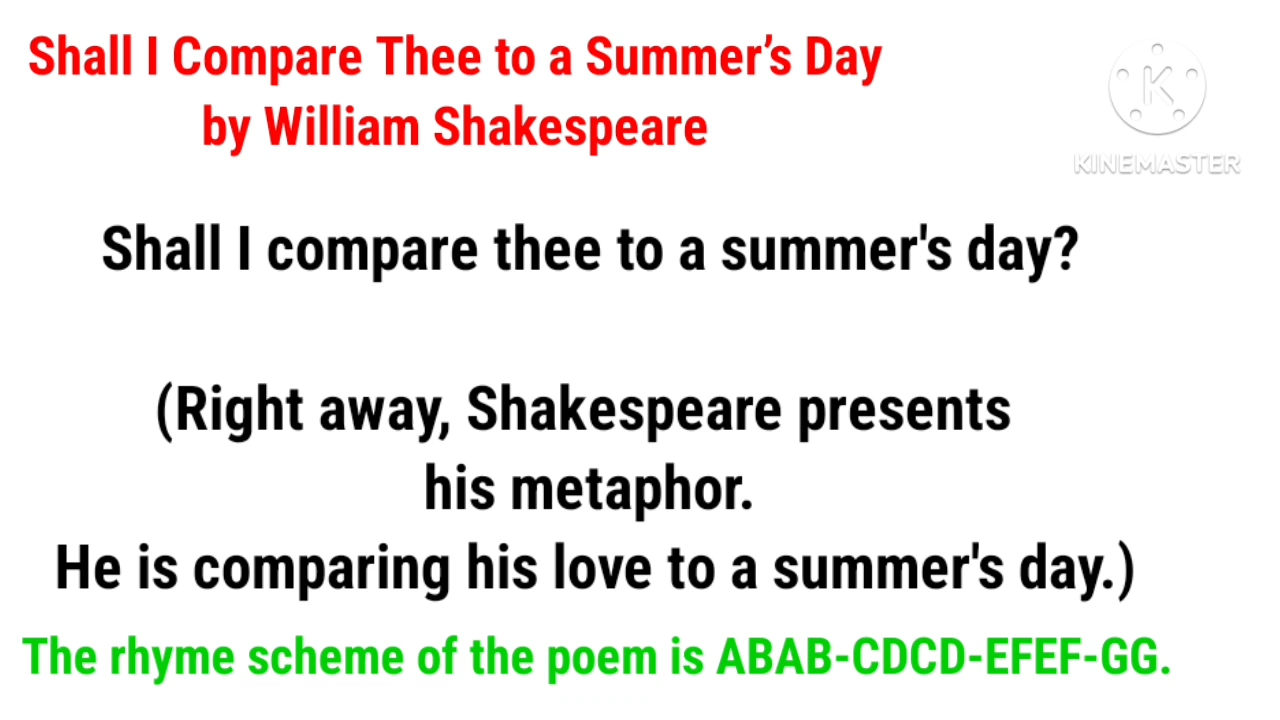 Shall I Compare Thee to a Summer’s Day
by William Shakespeare
KINEMASTER
Shall I compare thee to a summer's day?
(Right away, Shakespeare presents
his metaphor.
He is comparing his love to a summer's day.)
The rhyme scheme of the poem is ABAB-CDCD-EFEF-GG.